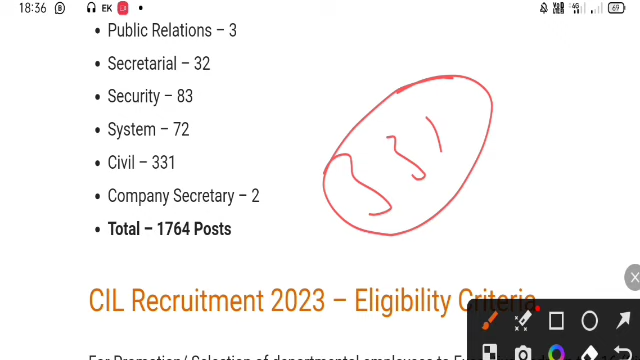 18:36 EK 69
Public Relations – 3
Secretarial – 32
Security – 83
System – 72
Civil – 331
331
Company Secretary – 2
Total – 1764 Posts
CIL Recruitment 2023 – Eligibility Criteria